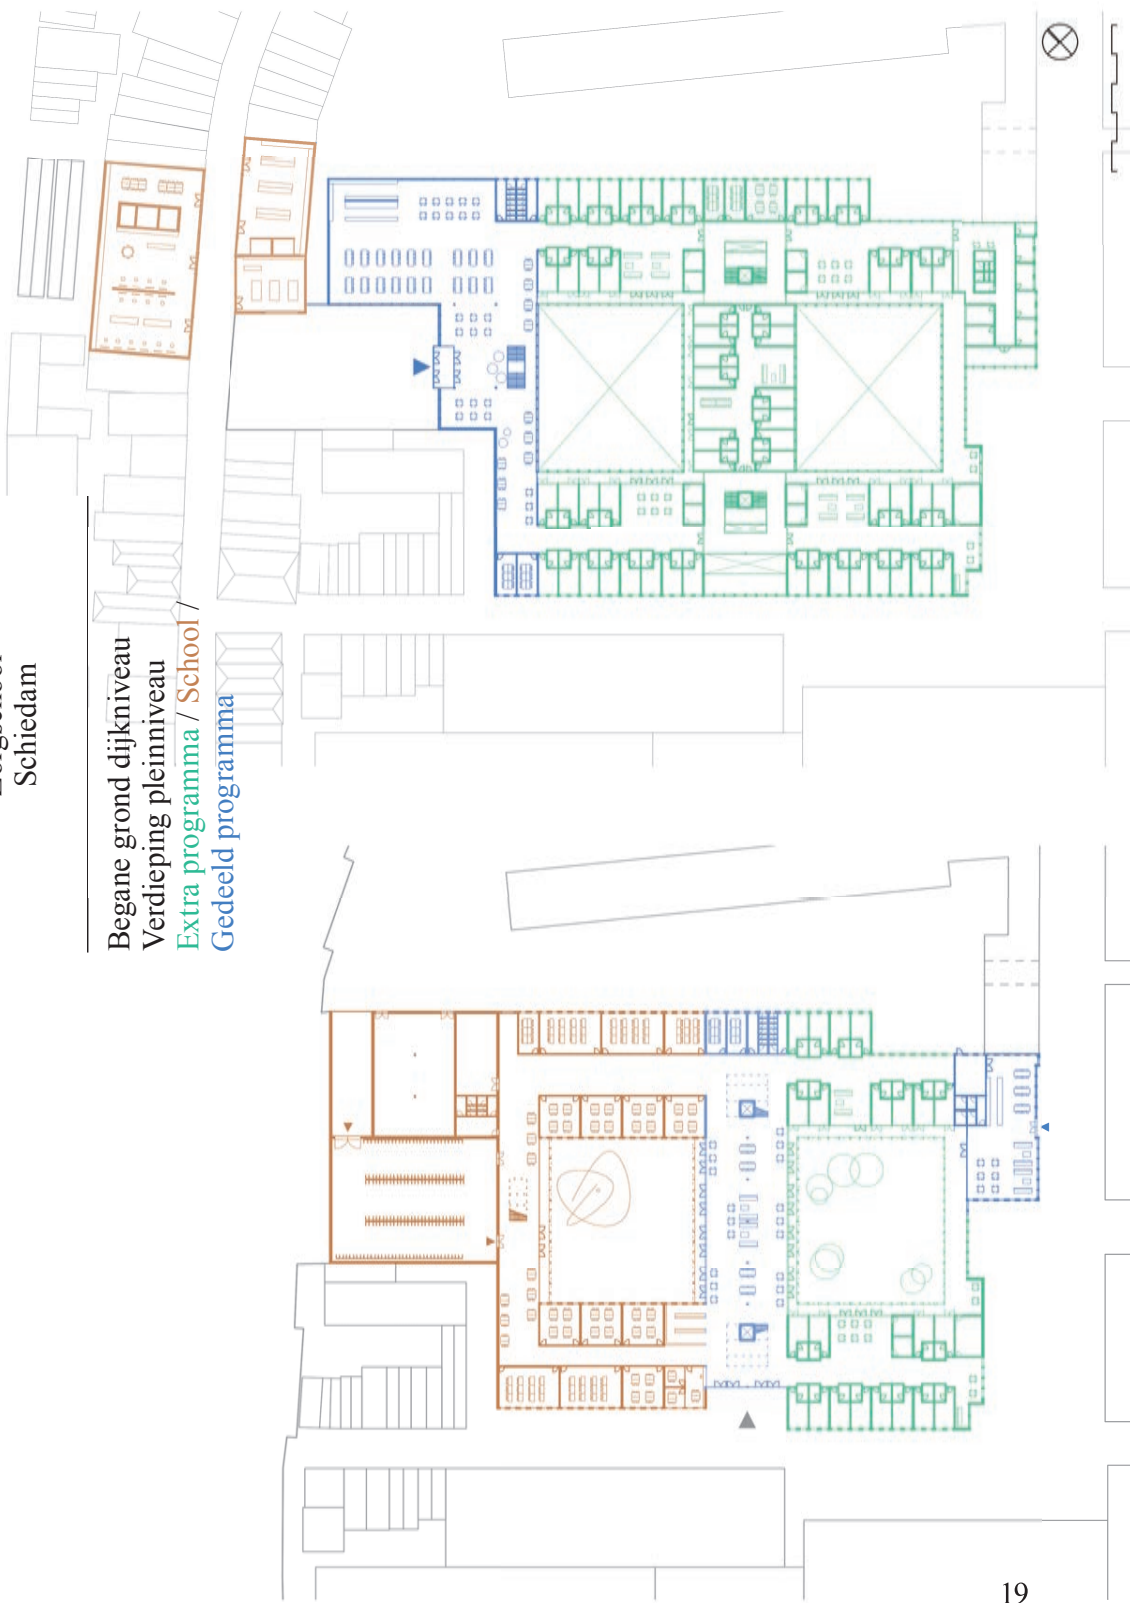 Schiedam
Begane grond dijkniveau
Verdieping pleinniveau
Extra programma / School /
Gedeeld programma
19